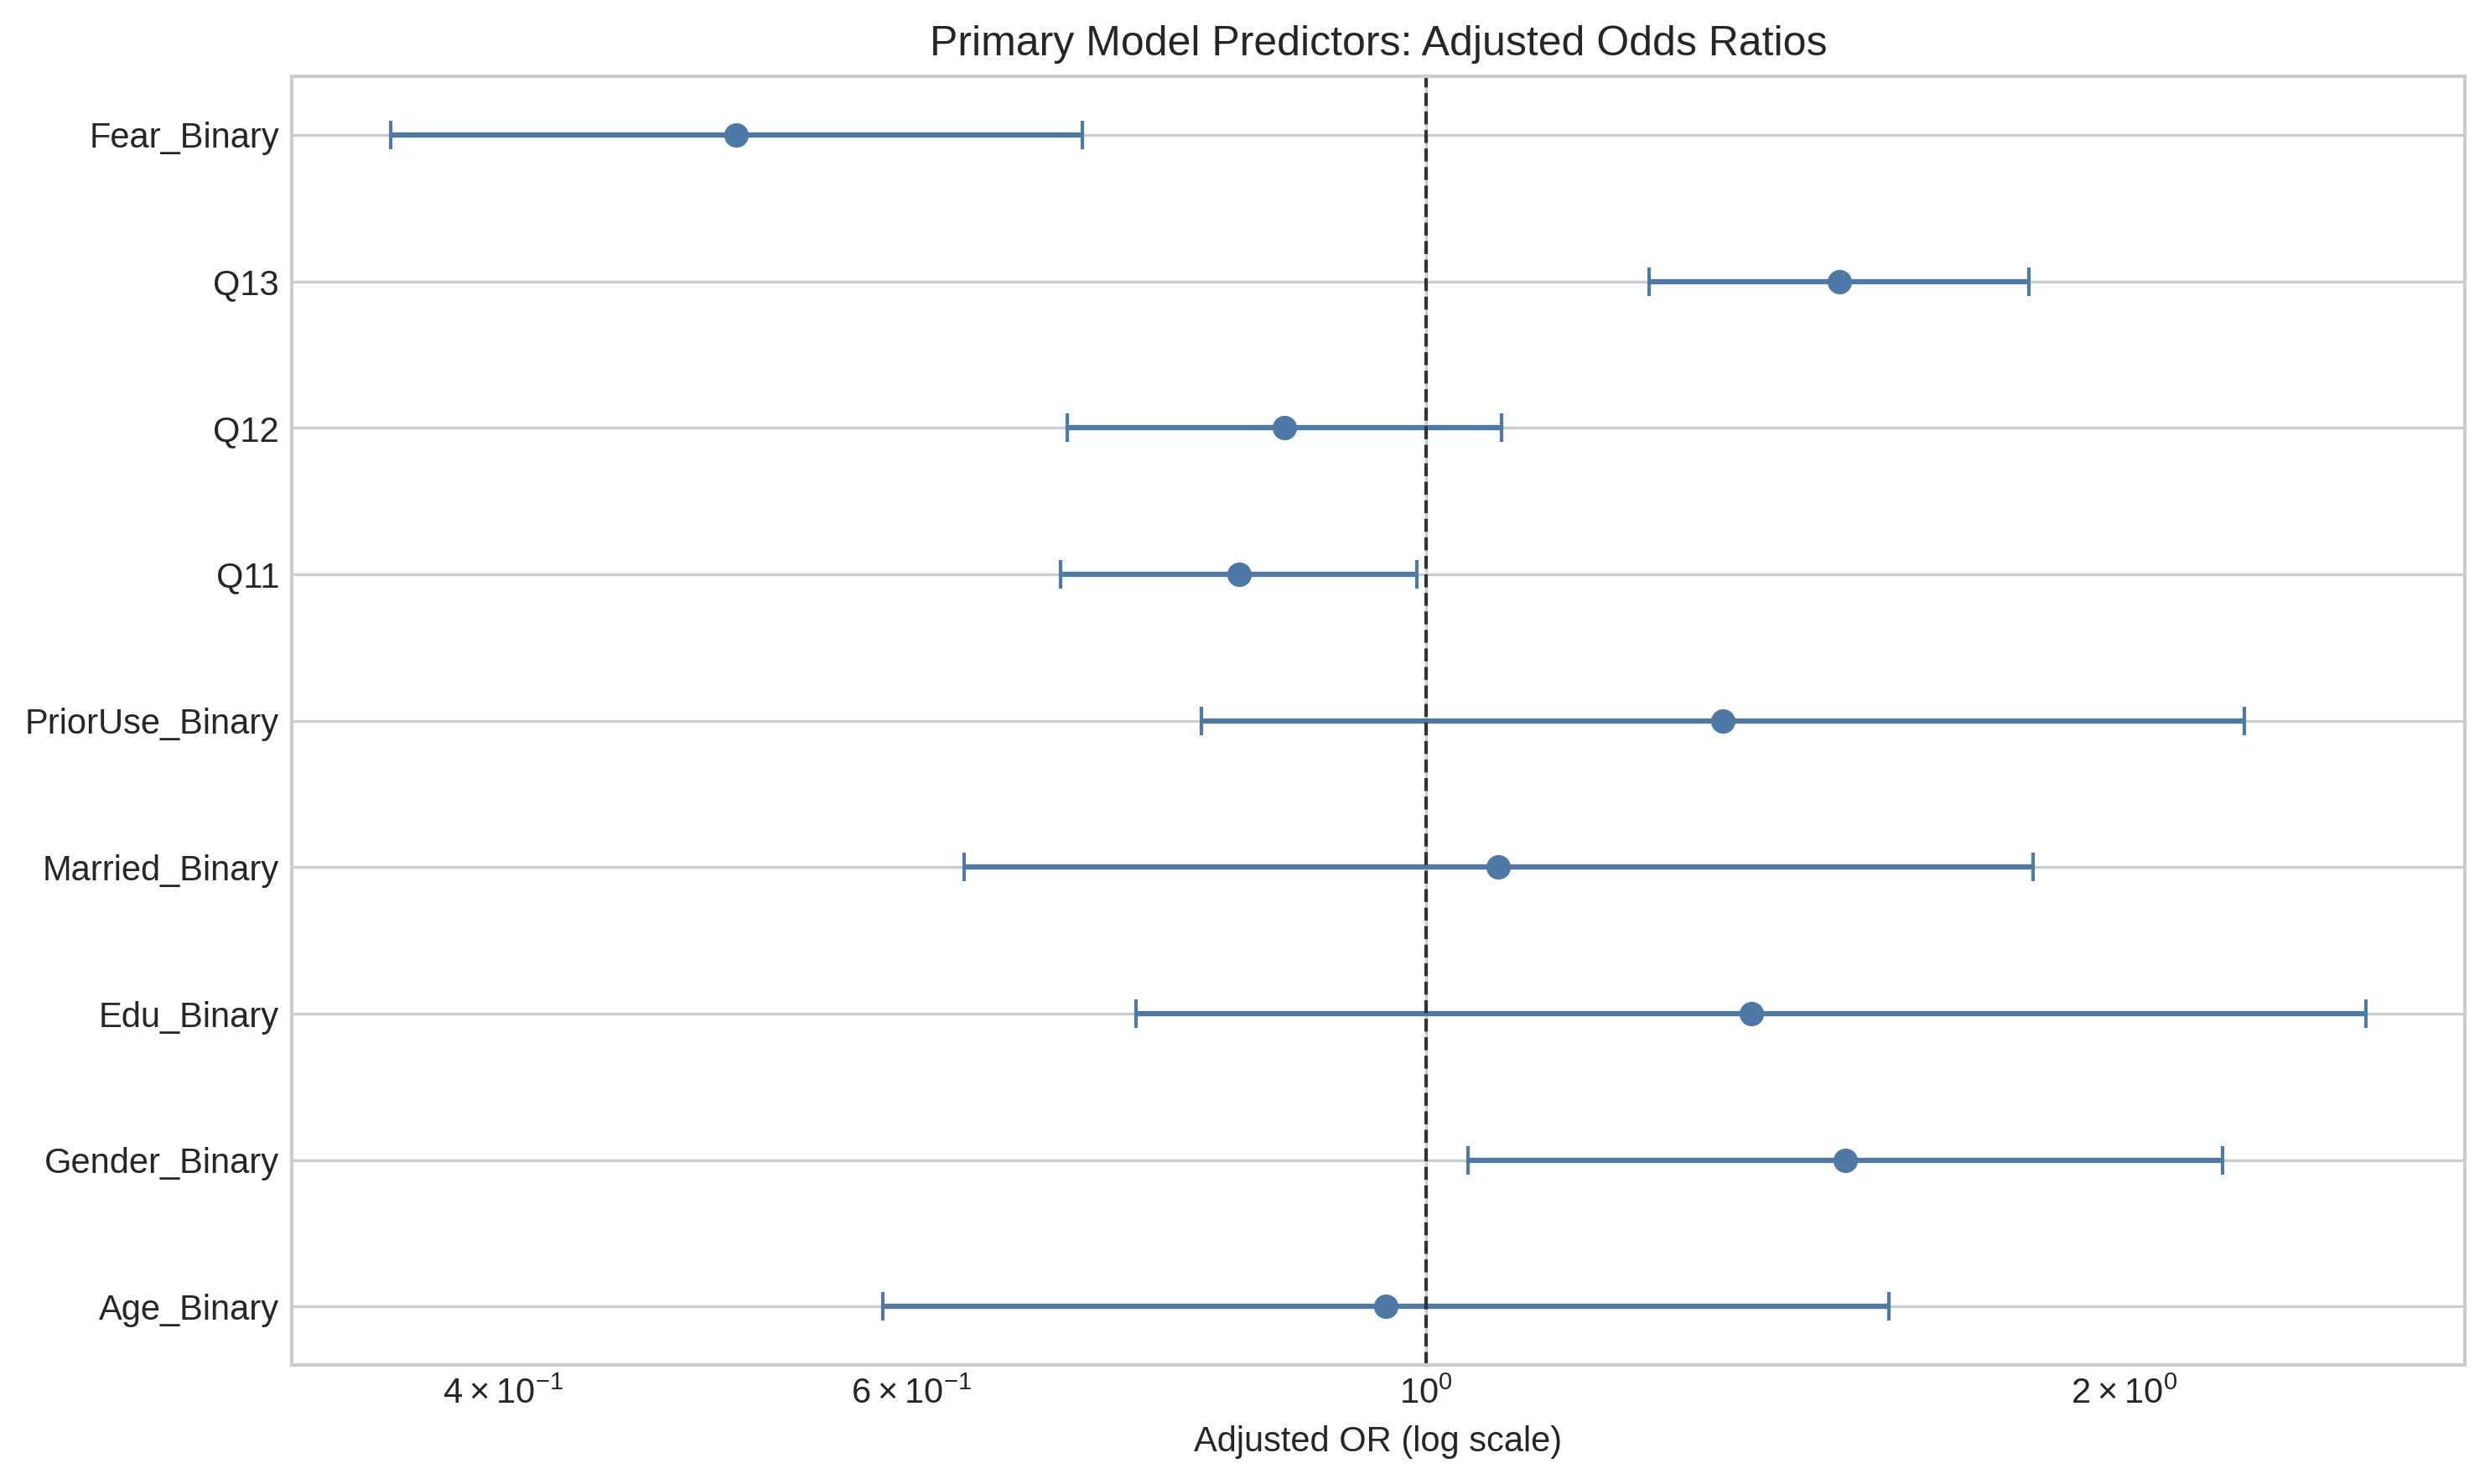 Primary Model Predictors: Adjusted Odds Ratios
Fear_Binary
Q13
Q12
Q11
PriorUse_Binary
Married_Binary
Edu_Binary
Gender_Binary
Age_Binary
4 × 10⁻¹ 6 × 10⁻¹ 10⁰ 2 × 10⁰
Adjusted OR (log scale)